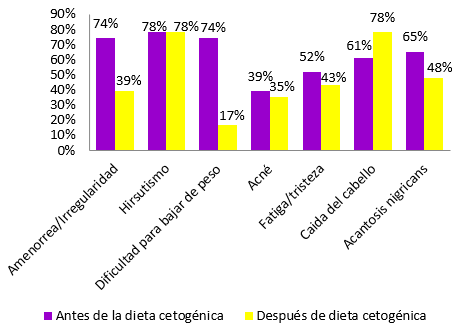 90%
80%
70%
60%
50%
40%
30%
20%
10%
0%
74%
39%
78%
78%
74%
17%
39%
35%
52%
43%
61%
78%
65%
48%
Amenorrea/Irregularidad
Hirsutismo
Dificultad para bajar de peso
Acné
Fatiga/tristeza
Caida del cabello
Acantosis nigricans
Antes de la dieta cetogénica
Después de dieta cetogénica